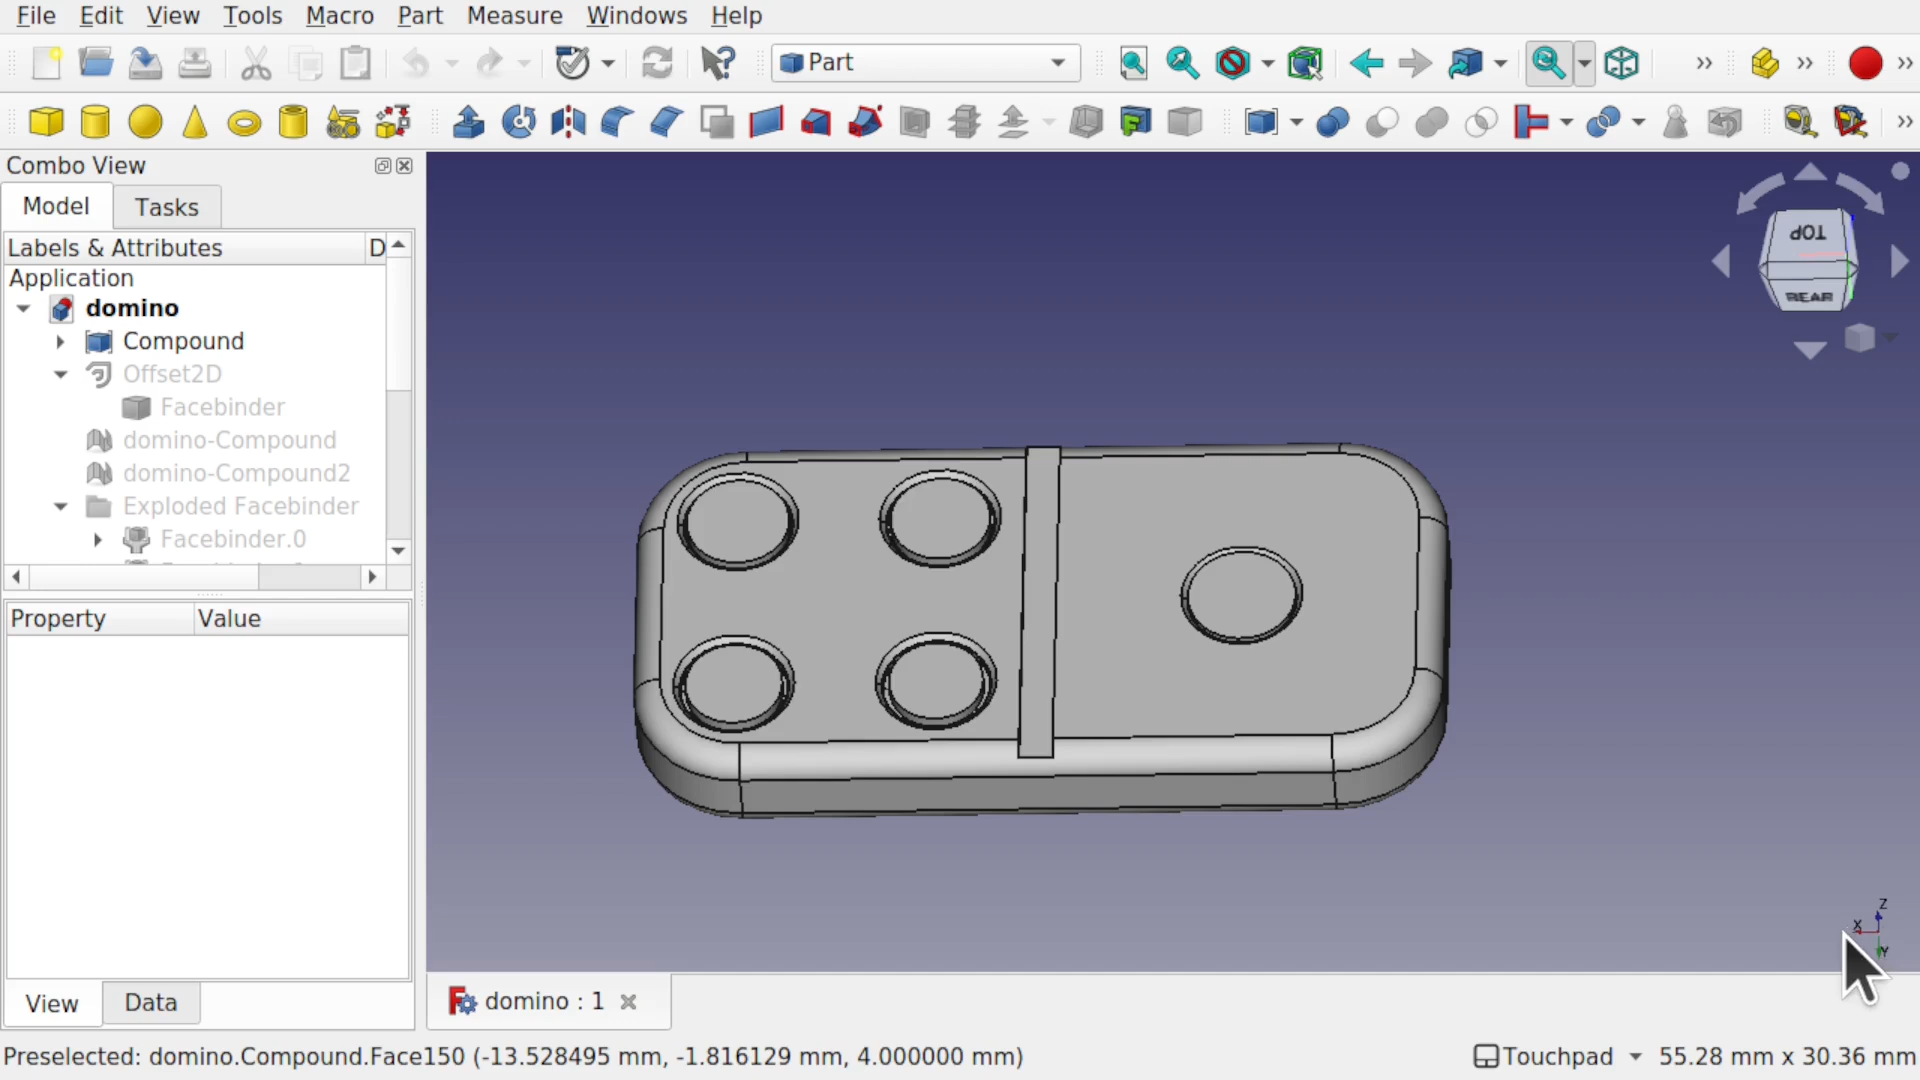 File Edit View Tools Macro Part Measure Windows Help
Part
Combo View
Model Tasks
Labels & Attributes D
Application
domino
Compound
Offset2D
Facebinder
domino-Compound
domino-Compound2
Exploded Facebinder
Facebinder.0
Property Value
View Data
TOP
REAR
Z
X
Y
domino : 1
Preselected: domino.Compound.Face150 (-13.528495 mm, -1.816129 mm, 4.000000 mm)
Touchpad 55.28 mm x 30.36 mm